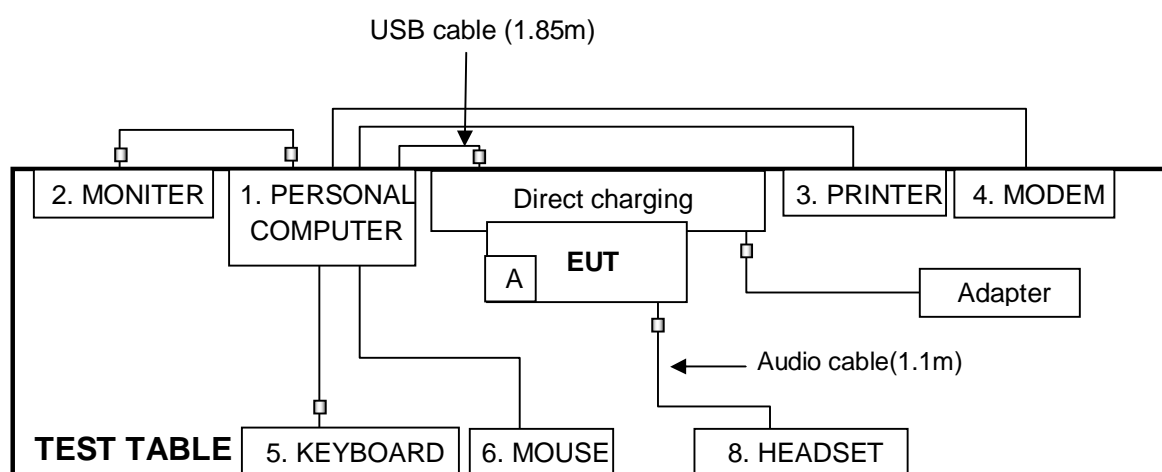 USB cable (1.85m)
2. MONITER
1. PERSONAL
COMPUTER
Direct charging
3. PRINTER
4. MODEM
EUT
A
Adapter
Audio cable(1.1m)
TEST TABLE
5. KEYBOARD
6. MOUSE
8. HEADSET